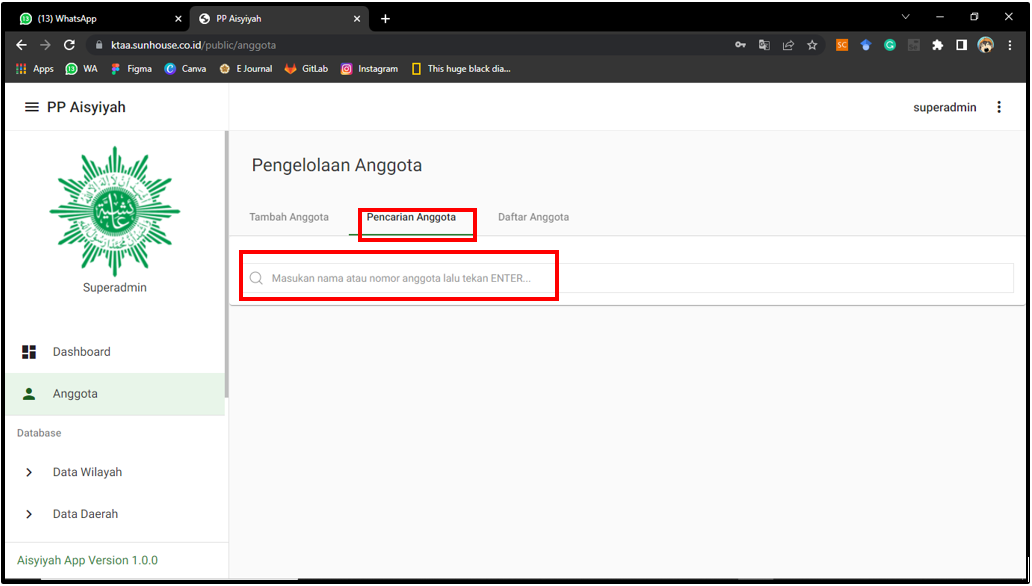 (13) WhatsApp
PP Aisyiyah
ktaa.sunhouse.co.id/public/anggota
Apps
WA
Figma
Canva
E Journal
GitLab
Instagram
This huge black dia...
PP Aisyiyah
superadmin
Superadmin
Dashboard
Anggota
Database
Data Wilayah
Data Daerah
Aisyiyah App Version 1.0.0
Pengelolaan Anggota
Tambah Anggota
Pencarian Anggota
Daftar Anggota
Masukan nama atau nomor anggota lalu tekan ENTER...